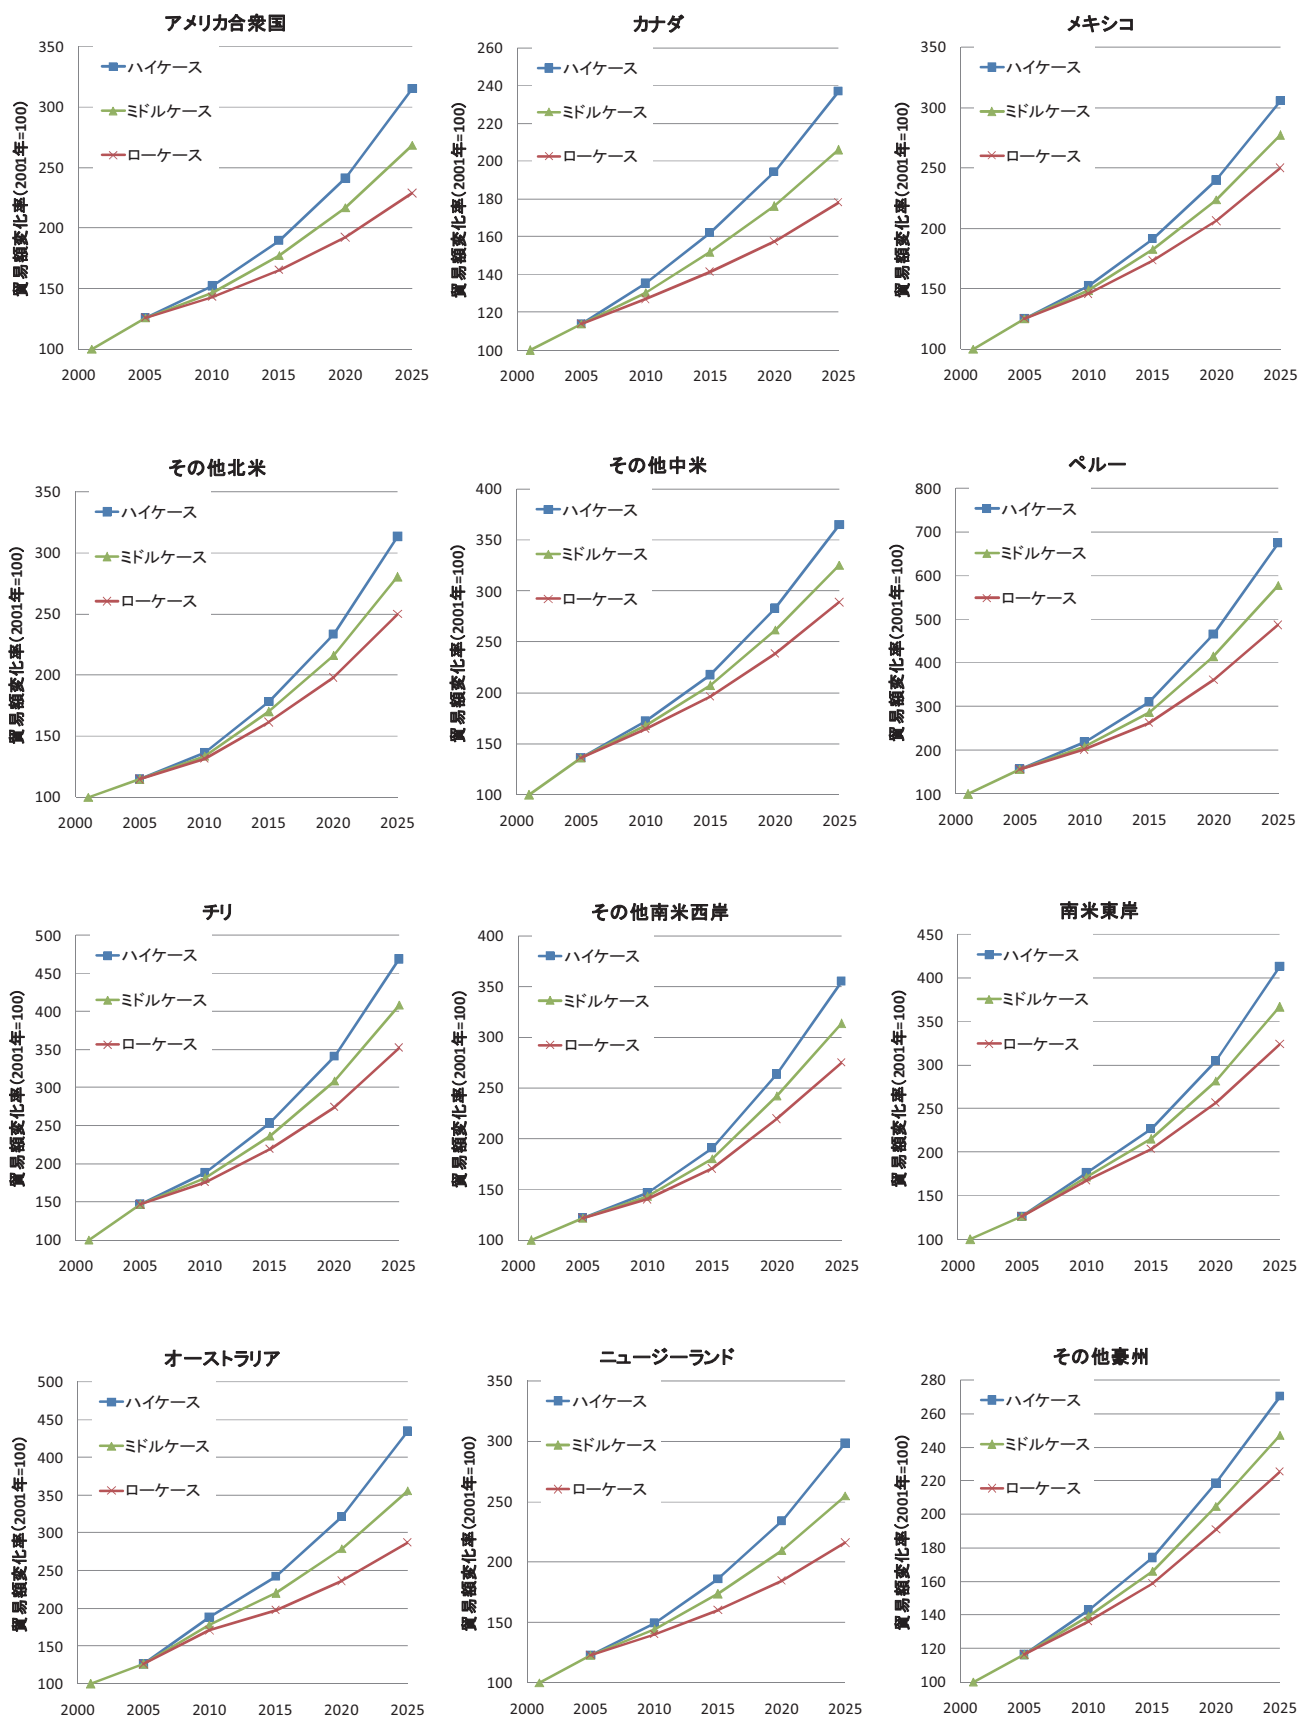 アメリカ合衆国
貿易額変化率(2001年=100)
350
300
250
200
150
100
ハイケース
ミドルケース
ローケース
2000 2005 2010 2015 2020 2025
カナダ
貿易額変化率(2001年=100)
260
240
220
200
180
160
140
120
100
ハイケース
ミドルケース
ローケース
2000 2005 2010 2015 2020 2025
メキシコ
貿易額変化率(2001年=100)
350
300
250
200
150
100
ハイケース
ミドルケース
ローケース
2000 2005 2010 2015 2020 2025
その他北米
貿易額変化率(2001年=100)
350
300
250
200
150
100
ハイケース
ミドルケース
ローケース
2000 2005 2010 2015 2020 2025
その他中米
貿易額変化率(2001年=100)
400
350
300
250
200
150
100
ハイケース
ミドルケース
ローケース
2000 2005 2010 2015 2020 2025
ペルー
貿易額変化率(2001年=100)
800
700
600
500
400
300
200
100
ハイケース
ミドルケース
ローケース
2000 2005 2010 2015 2020 2025
チリ
貿易額変化率(2001年=100)
500
450
400
350
300
250
200
150
100
ハイケース
ミドルケース
ローケース
2000 2005 2010 2015 2020 2025
その他南米西岸
貿易額変化率(2001年=100)
400
350
300
250
200
150
100
ハイケース
ミドルケース
ローケース
2000 2005 2010 2015 2020 2025
南米東岸
貿易額変化率(2001年=100)
450
400
350
300
250
200
150
100
ハイケース
ミドルケース
ローケース
2000 2005 2010 2015 2020 2025
オーストラリア
貿易額変化率(2001年=100)
500
450
400
350
300
250
200
150
100
ハイケース
ミドルケース
ローケース
2000 2005 2010 2015 2020 2025
ニュージーランド
貿易額変化率(2001年=100)
350
300
250
200
150
100
ハイケース
ミドルケース
ローケース
2000 2005 2010 2015 2020 2025
その他豪州
貿易額変化率(2001年=100)
280
260
240
220
200
180
160
140
120
100
ハイケース
ミドルケース
ローケース
2000 2005 2010 2015 2020 2025